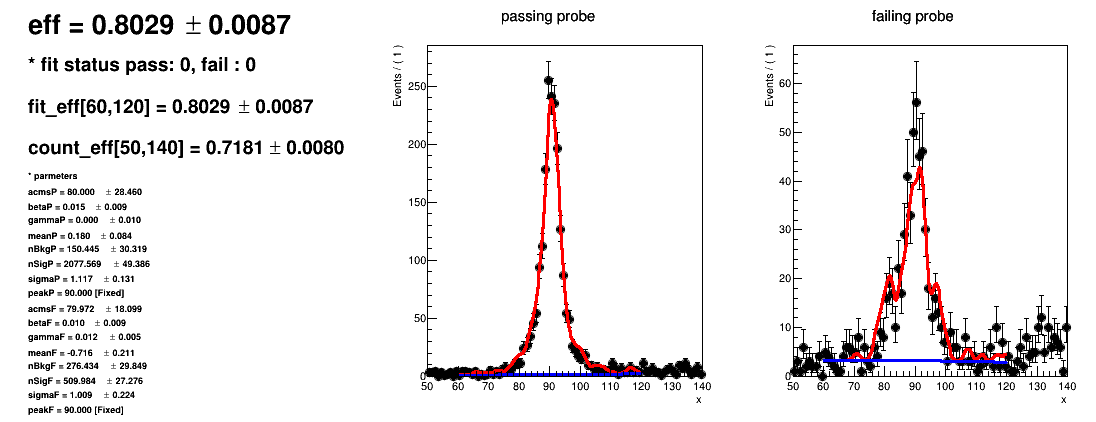 eff = 0.8029 ± 0.0087
* fit status pass: 0, fail : 0
fit_eff[60,120] = 0.8029 ± 0.0087
count_eff[50,140] = 0.7181 ± 0.0080
* parmeters
acmsP = 80.000 ± 28.460
betaP = 0.015 ± 0.009
gammaP = 0.000 ± 0.010
meanP = 0.180 ± 0.084
nBkgP = 150.445 ± 30.319
nSigP = 2077.569 ± 49.386
sigmaP = 1.117 ± 0.131
peakP = 90.000 [Fixed]
acmsF = 79.972 ± 18.099
betaF = 0.010 ± 0.009
gammaF = 0.012 ± 0.005
meanF = -0.716 ± 0.211
nBkgF = 276.434 ± 29.849
nSigF = 509.984 ± 27.276
sigmaF = 1.009 ± 0.224
peakF = 90.000 [Fixed]
passing probe
Events / ( 1 )
250
200
150
100
50
0
50 60 70 80 90 100 110 120 130 140
x
failing probe
Events / ( 1 )
60
50
40
30
20
10
0
50 60 70 80 90 100 110 120 130 140
x